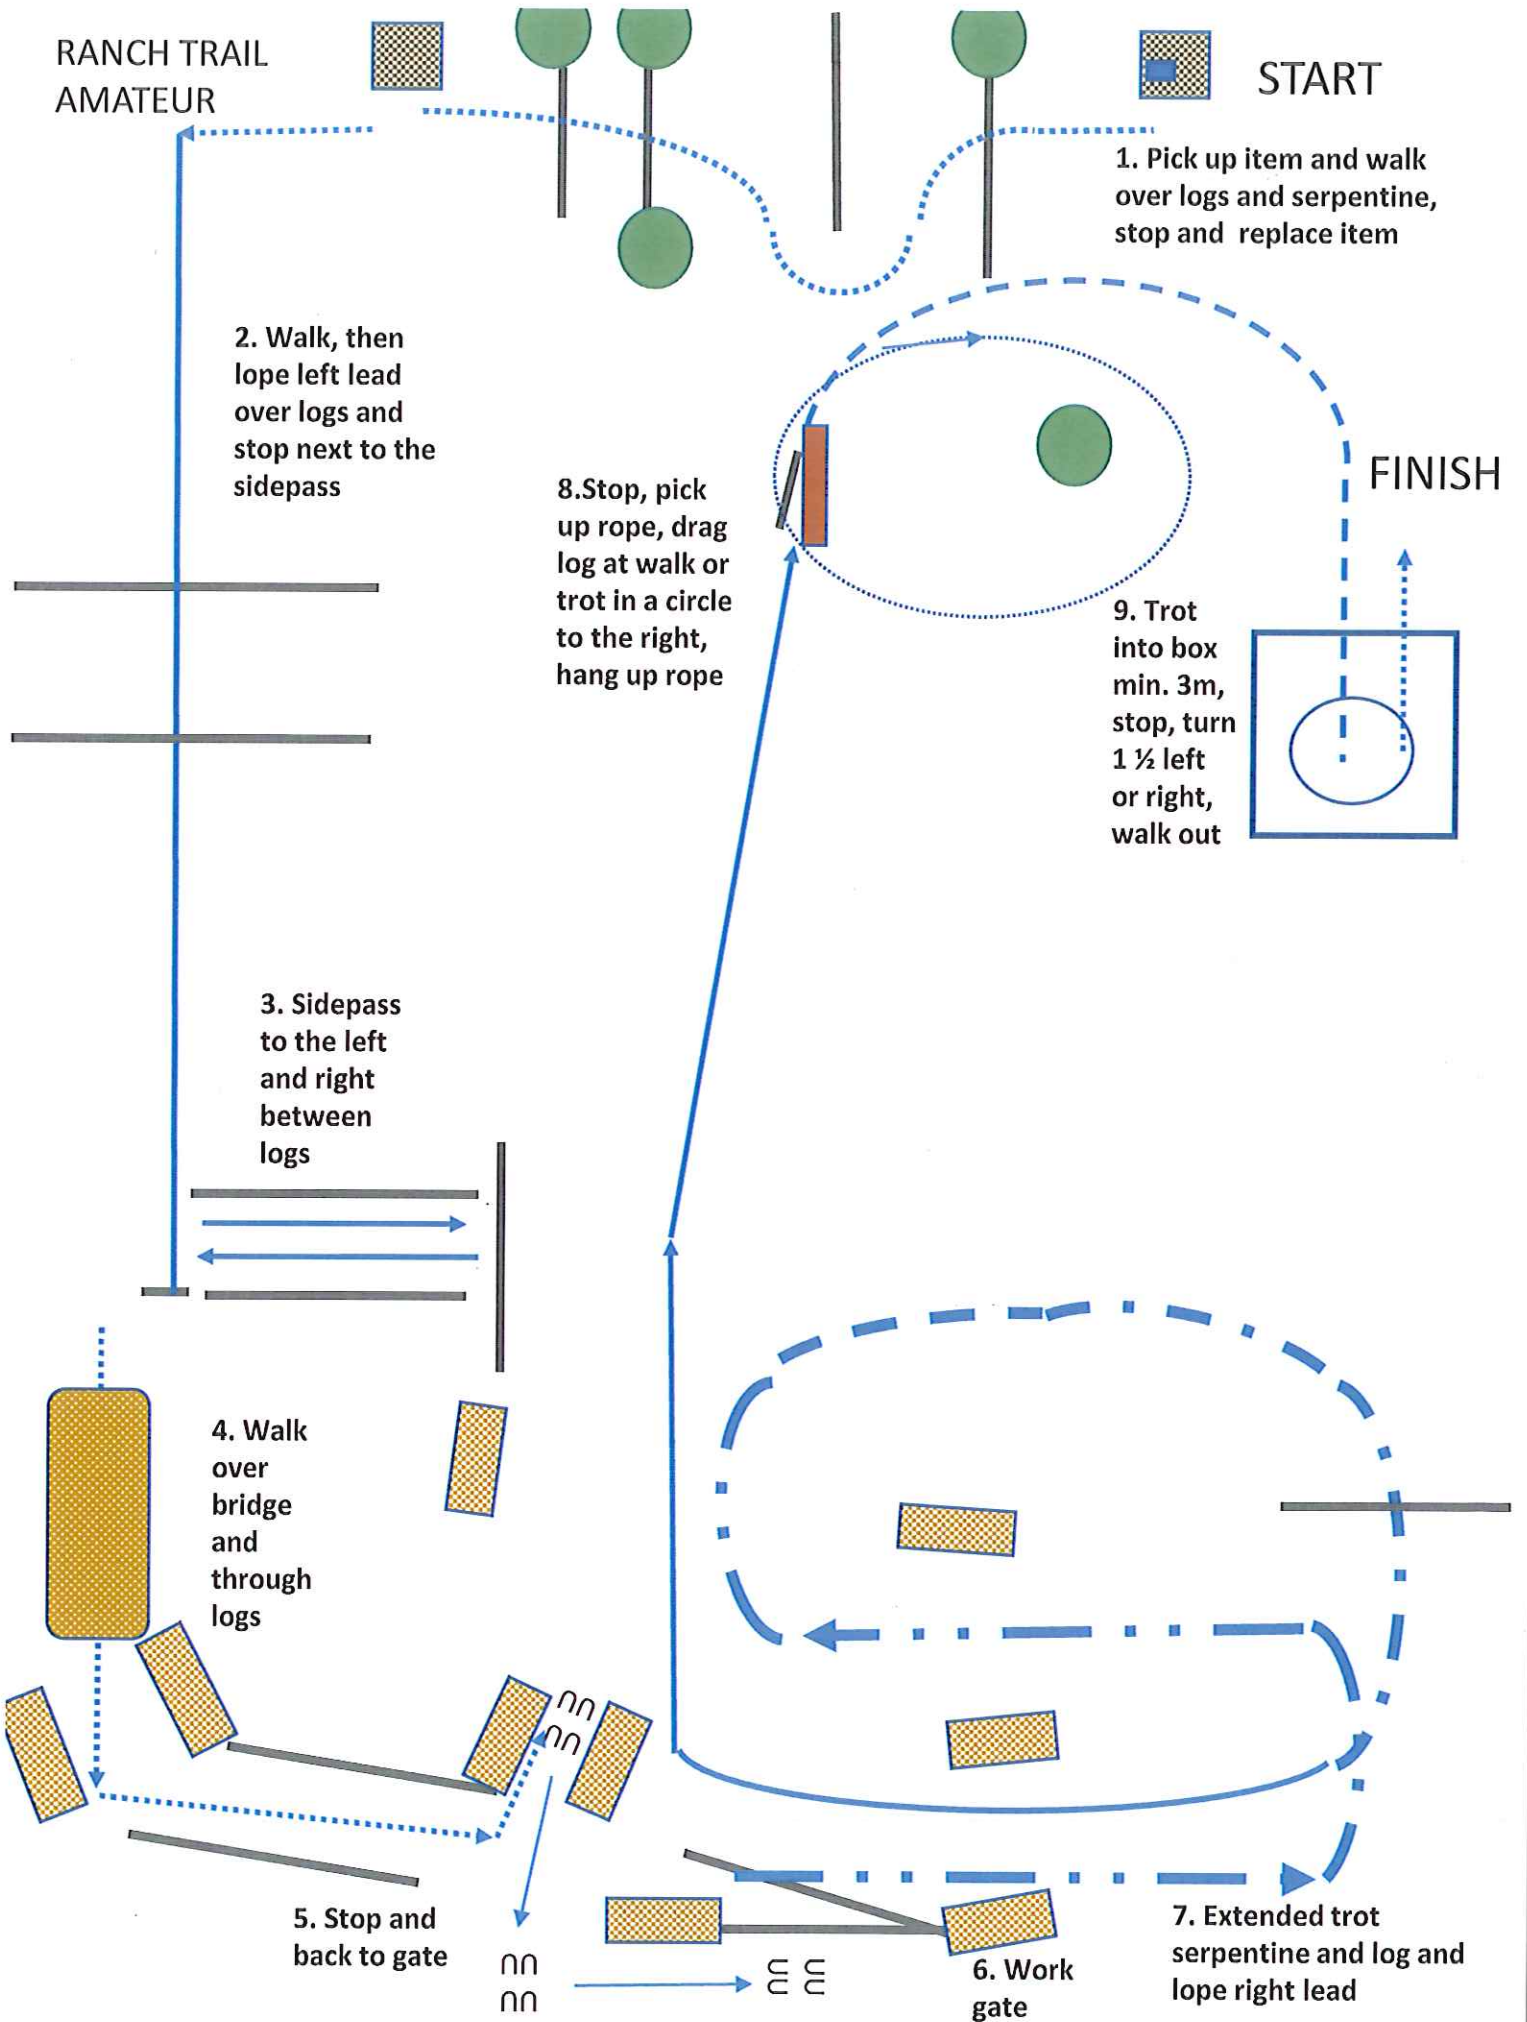 RANCH TRAIL
AMATEUR
START
1. Pick up item and walk
over logs and serpentine,
stop and replace item
2. Walk, then
lope left lead
over logs and
stop next to the
sidepass
FINISH
8.Stop, pick
up rope, drag
log at walk or
trot in a circle
to the right,
hang up rope
9. Trot
into box
min. 3m,
stop, turn
1 ½ left
or right,
walk out
3. Sidepass
to the left
and right
between
logs
4. Walk
over
bridge
and
through
logs
5. Stop and
back to gate
6. Work
gate
7. Extended trot
serpentine and log and
lope right lead